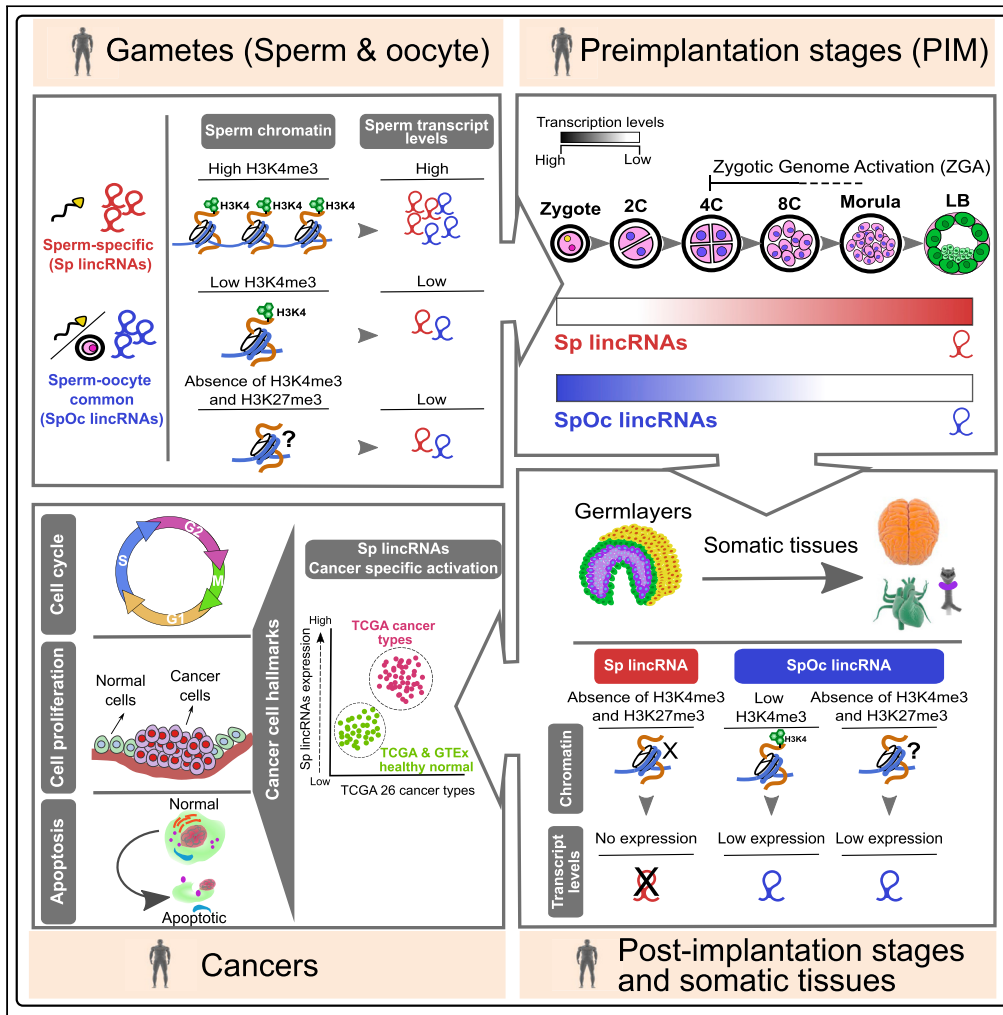 Gametes (Sperm & oocyte)
Sperm chromatin
Sperm transcript
levels
High H3K4me3
High
H3K4
H3K4
H3K4
Sperm-specific
(Sp lincRNAs)
Low H3K4me3
Low
H3K4
Sperm-oocyte
common
(SpOc lincRNAs)
Absence of H3K4me3
and H3K27me3
Low
?
Preimplantation stages (PIM)
Transcription levels
High
Low
Zygotic Genome Activation (ZGA)
Zygote
2C
4C
8C
Morula
LB
Sp lincRNAs
SpOc lincRNAs
Cell cycle
G2
S
M
G1
Cell proliferation
Normal
cells
Cancer
cells
Apoptosis
Normal
Apoptotic
Cancer cell hallmarks
Sp lincRNAs
Cancer specific activation
Sp lincRNAs expression
High
Low
TCGA cancer
types
TCGA & GTEx
healthy normal
TCGA 26 cancer types
Cancers
Germlayers
Somatic tissues
Sp lincRNA
SpOc lincRNA
Absence of H3K4me3
and H3K27me3
Low
H3K4me3
Absence of H3K4me3
and H3K27me3
Chromatin
X
H3K4
?
Transcript
levels
No expression
Low expression
Low expression
X
Post-implantation stages
and somatic tissues